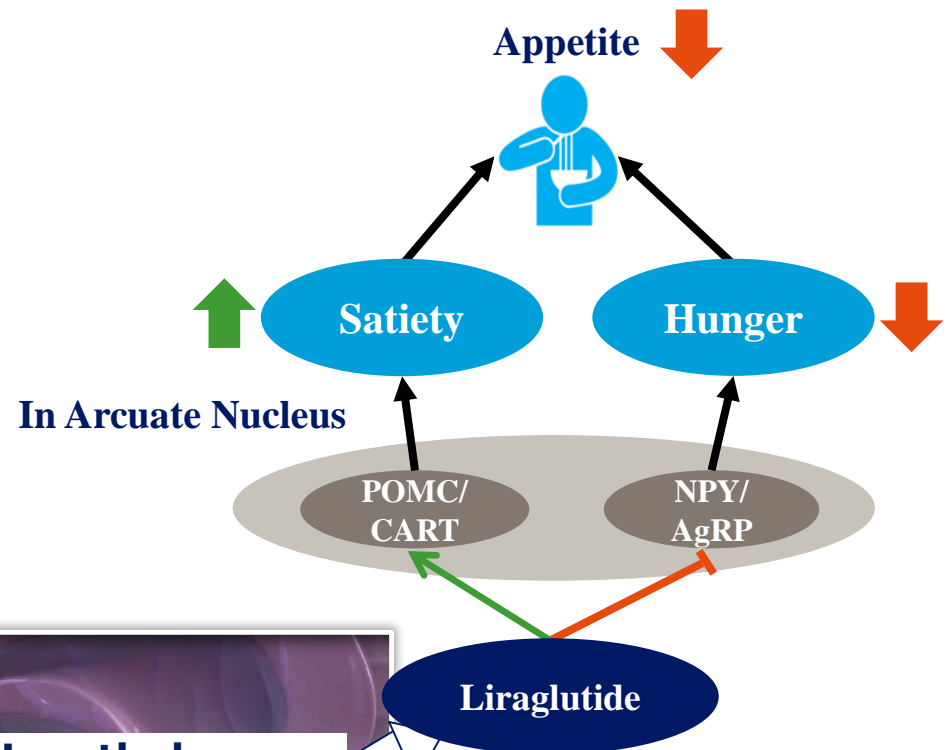 Appetite
Satiety
Hunger
In Arcuate Nucleus
POMC/
CART
NPY/
AgRP
Liraglutide